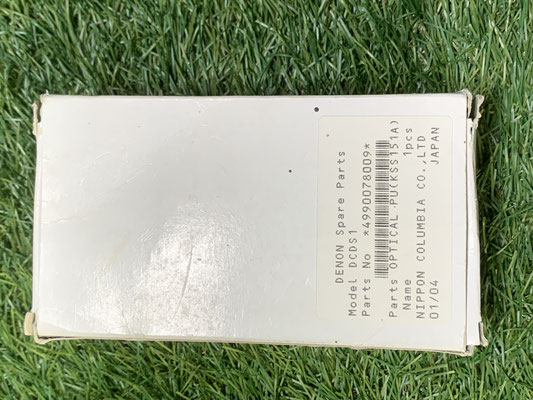 DENON Spare Parts
Model DCDS1
Parts No *4990078009*
Parts OPTICAL PU(KSS151A)
Name 1pcs
NIPPON COLUMBIA CO.,LTD
01/04 JAPAN